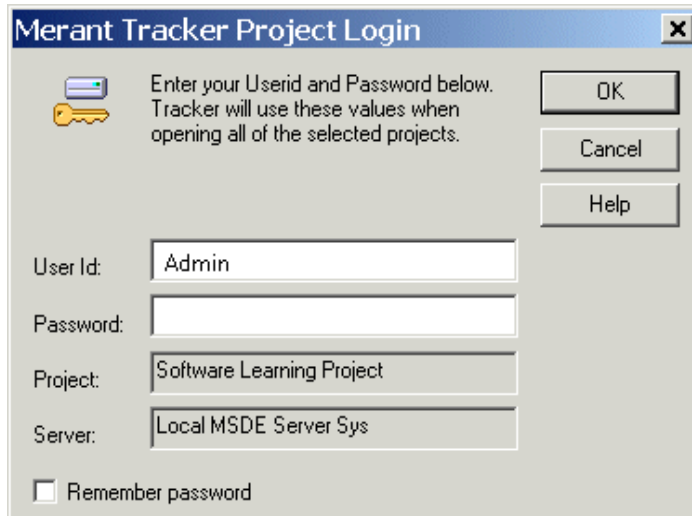 Merant Tracker Project Login
Enter your Userid and Password below.
Tracker will use these values when
opening all of the selected projects.
OK
Cancel
Help
User Id: Admin
Password:
Project: Software Learning Project
Server: Local MSDE Server Sys
Remember password